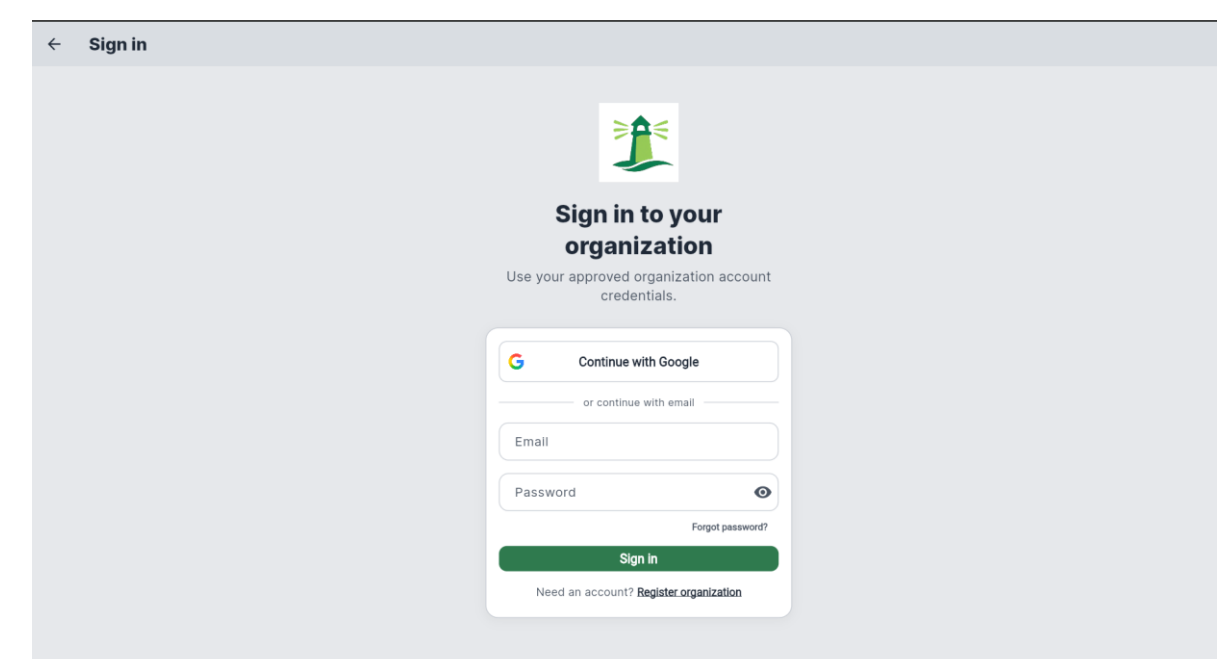 Sign in
Sign in to your
organization
Use your approved organization account
credentials.
Continue with Google
or continue with email
Email
Password
Forgot password?
Sign in
Need an account? Register organization